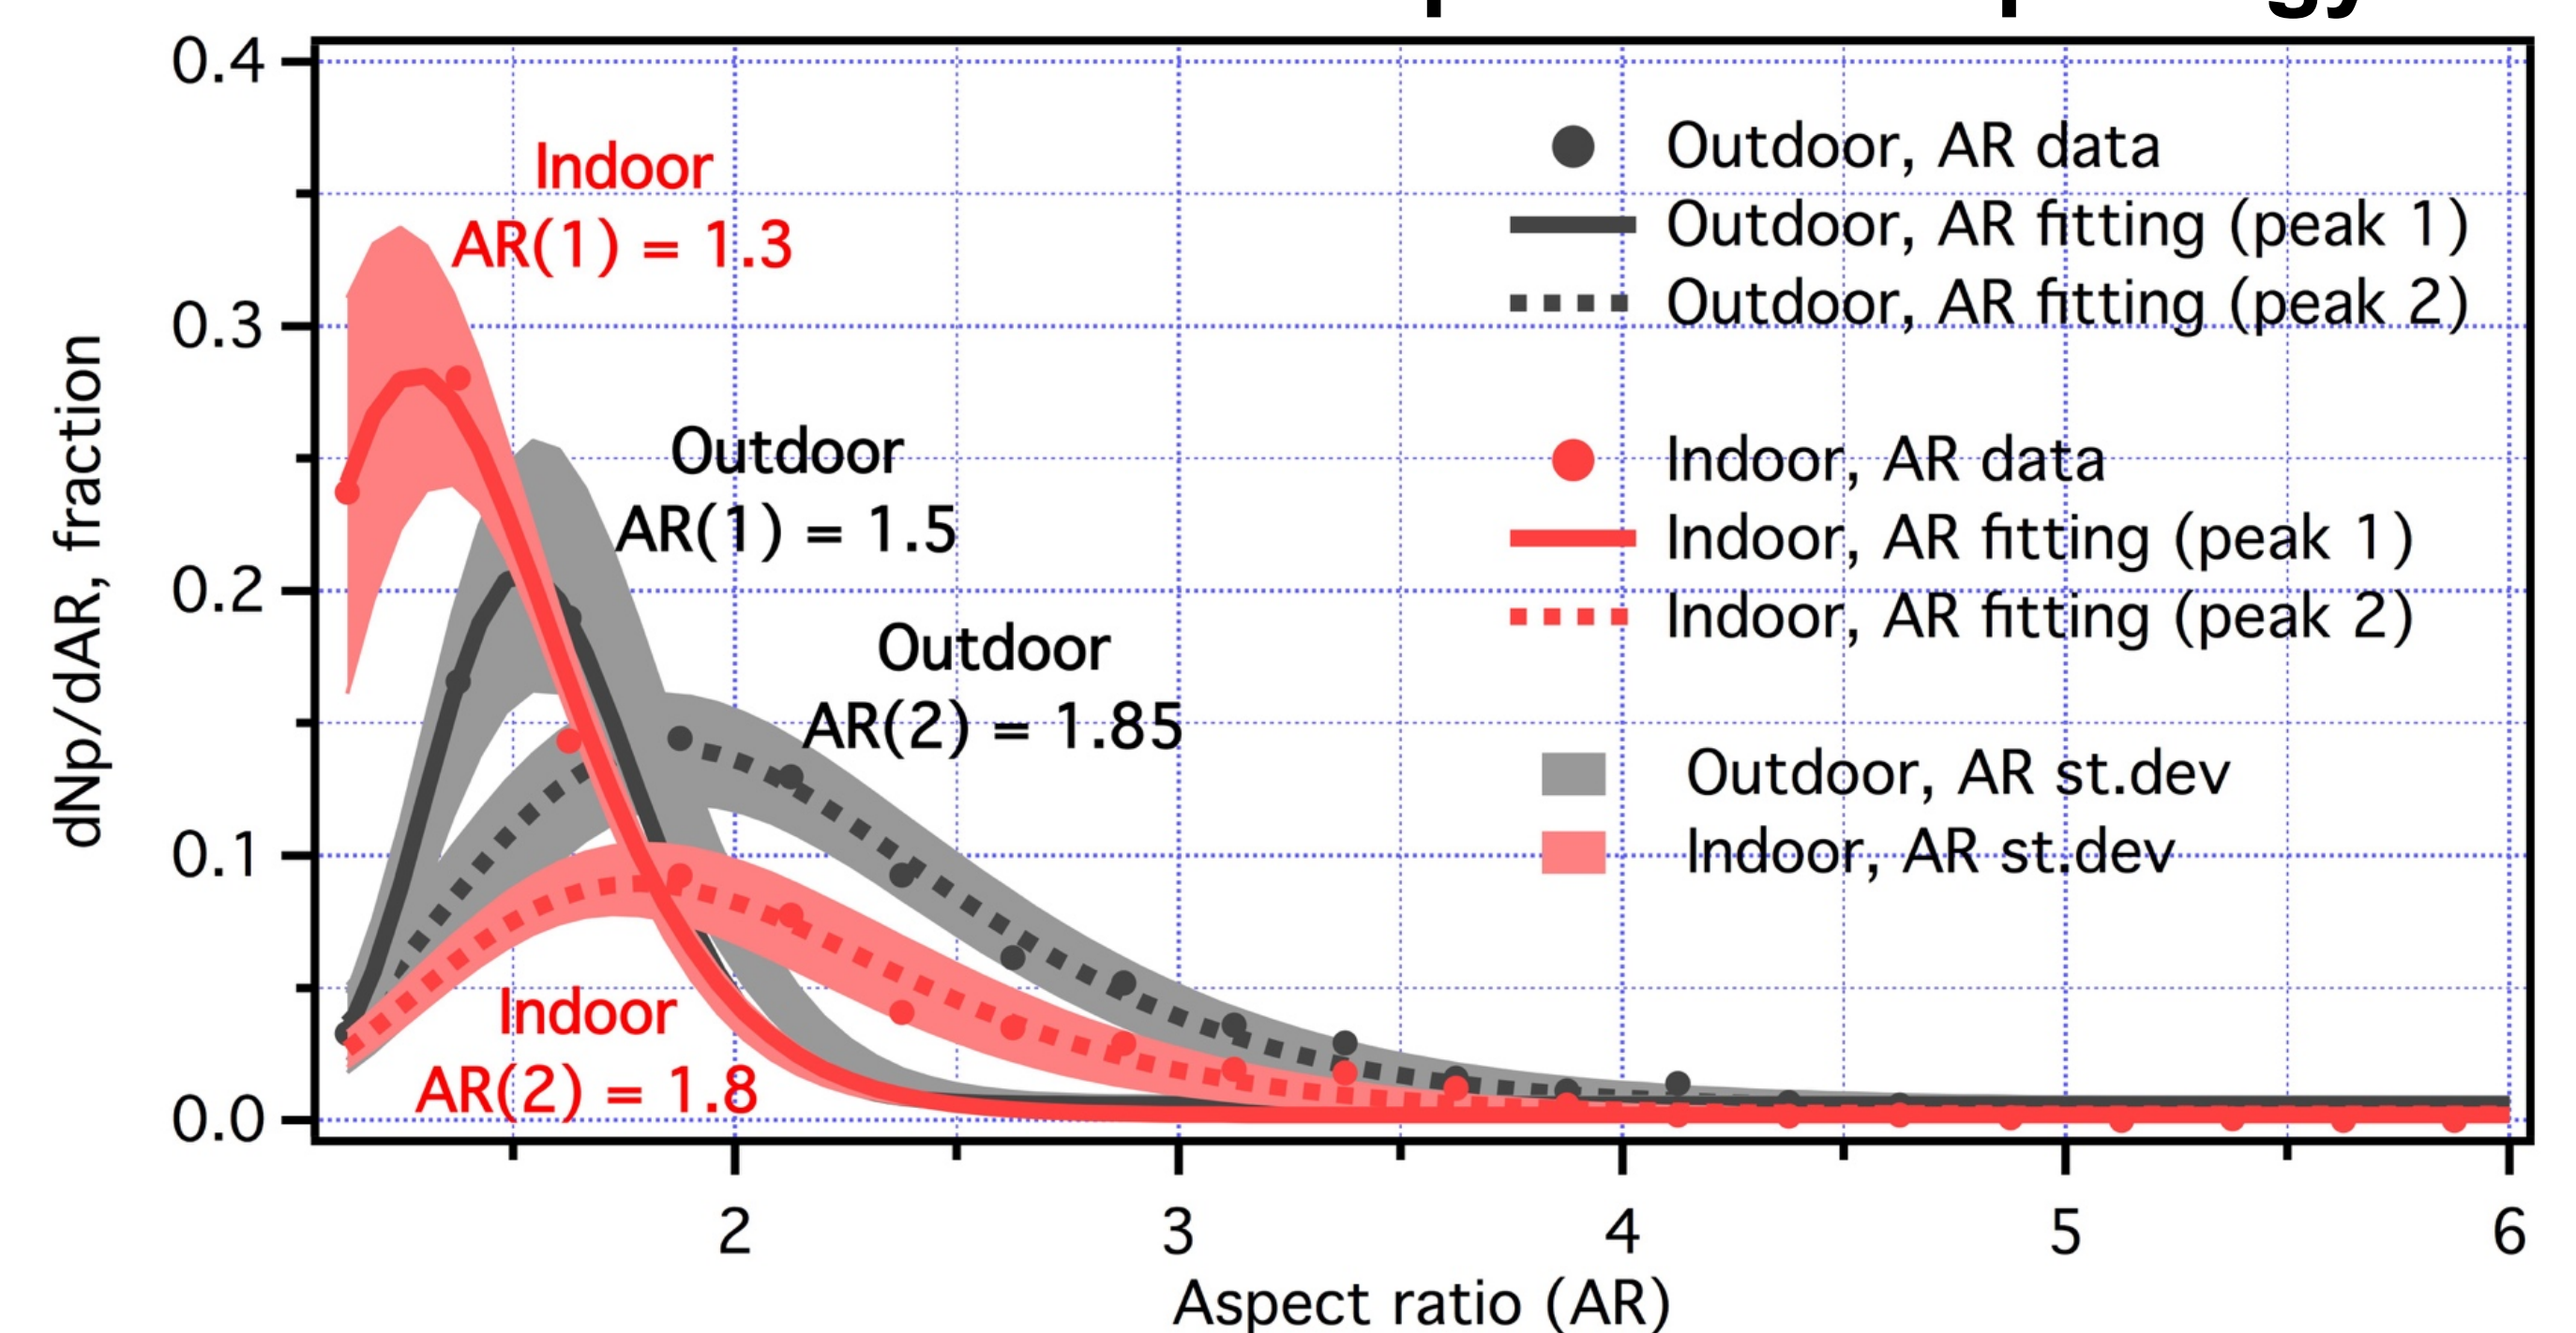 0.4
0.3
0.2
0.1
0.0
dNp/dAR, fraction
Indoor
AR(1) = 1.3
Outdoor
AR(1) = 1.5
Outdoor
AR(2) = 1.85
Indoor
AR(2) = 1.8
Outdoor, AR data
Outdoor, AR fitting (peak 1)
Outdoor, AR fitting (peak 2)
Indoor, AR data
Indoor, AR fitting (peak 1)
Indoor, AR fitting (peak 2)
Outdoor, AR st.dev
Indoor, AR st.dev
2 3 4 5 6
Aspect ratio (AR)